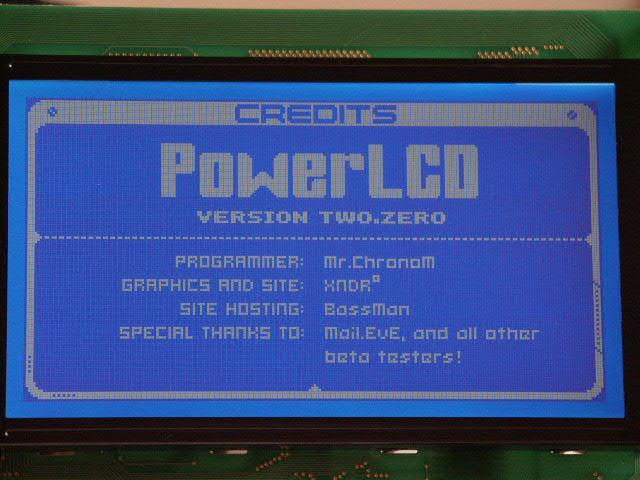 CREDITS
PowerLCD
VERSION TWO.ZERO
PROGRAMMER: Mr.ChronoM
GRAPHICS AND SITE: XNDR°
SITE HOSTING: BassMan
SPECIAL THANKS TO: Mail.EvE, and all other
beta testers!